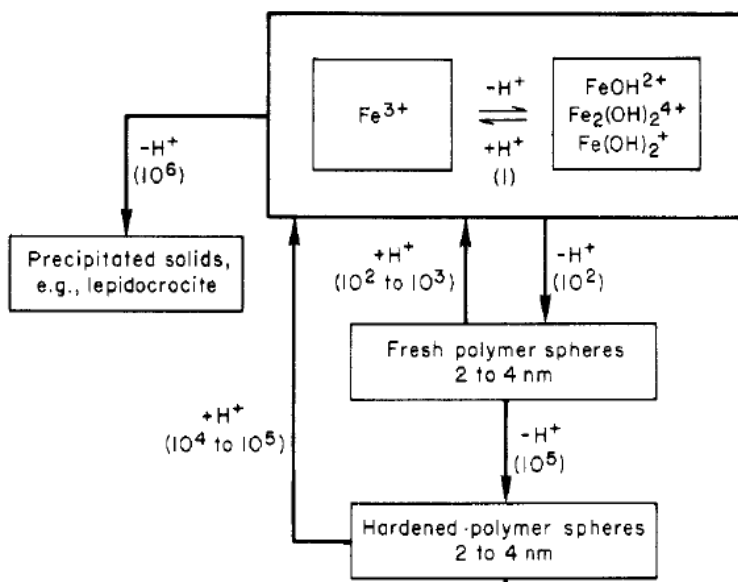 Fe³⁺
-H⁺
+H⁺
(1)
FeOH²⁺
Fe₂(OH)₂⁴⁺
Fe(OH)₂⁺
-H⁺
(10⁶)
Precipitated solids,
e.g., lepidocrocite
+H⁺
(10² to 10³)
-H⁺
(10²)
Fresh polymer spheres
2 to 4 nm
+H⁺
(10⁴ to 10⁵)
-H⁺
(10⁵)
Hardened polymer spheres
2 to 4 nm